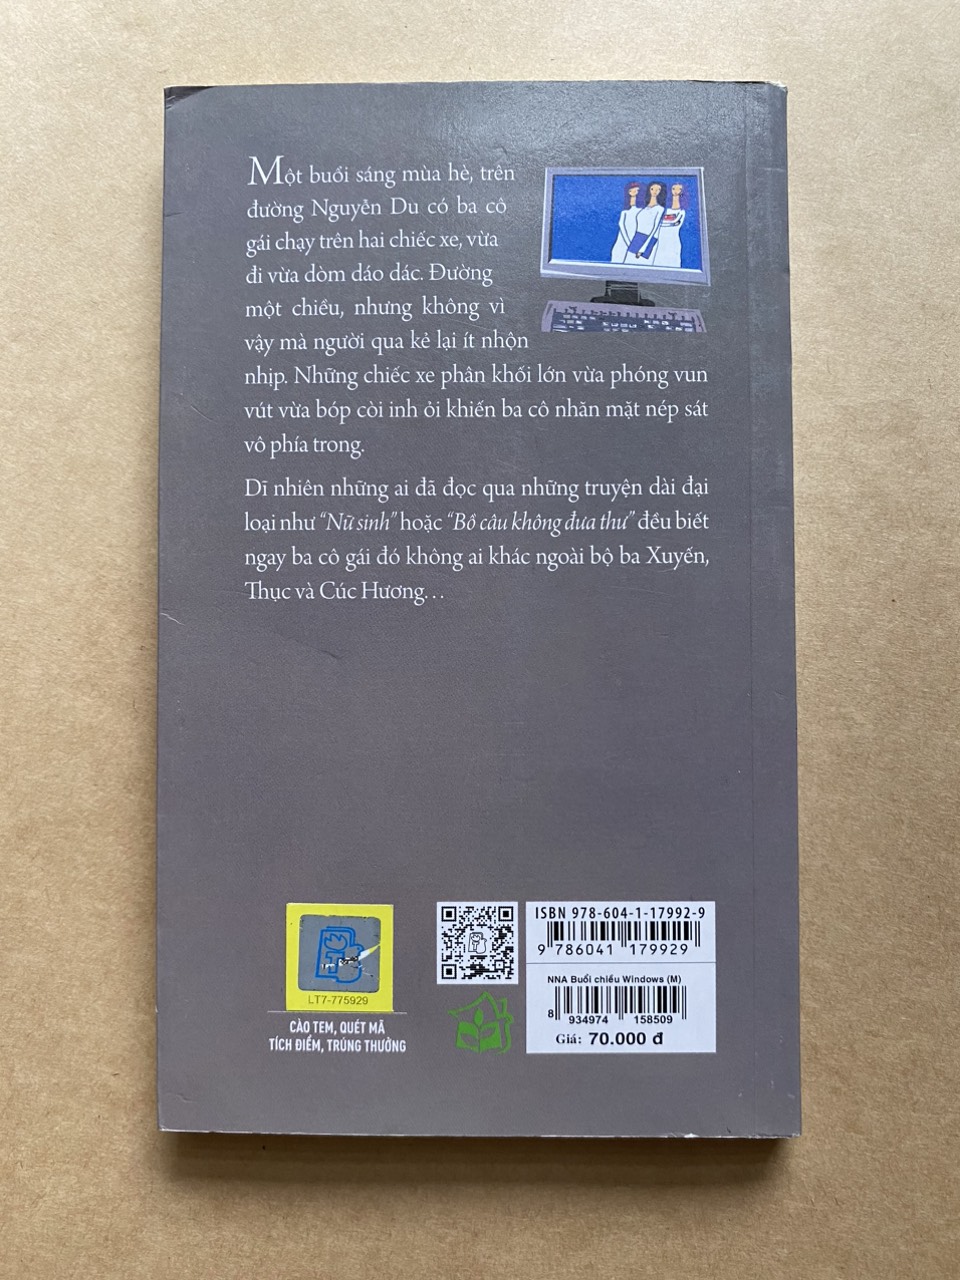 Một buổi sáng mùa hè, trên
đường Nguyễn Du có ba cô
gái chạy trên hai chiếc xe, vừa
đi vừa dòm dáo dác. Đường
một chiều, nhưng không vì
vậy mà người qua kẻ lại ít nhộn
nhịp. Những chiếc xe phân khối lớn vừa phóng vun
vút vừa bóp còi inh ỏi khiến ba cô nhăn mặt nép sát
vô phía trong.
Dĩ nhiên những ai đã đọc qua những truyện dài đại
loại như “Nữ sinh” hoặc “Bồ câu không đưa thư” đều biết
ngay ba cô gái đó không ai khác ngoài bộ ba Xuyến,
Thục và Cúc Hương…
LT7-775929
CÀO TEM, QUÉT MÃ
TÍCH ĐIỂM, TRÚNG THƯỞNG
ISBN 978-604-1-17992-9
9 786041 179929
NNA Buổi chiều Windows (M)
8 934974 158509
Giá: 70.000 đ